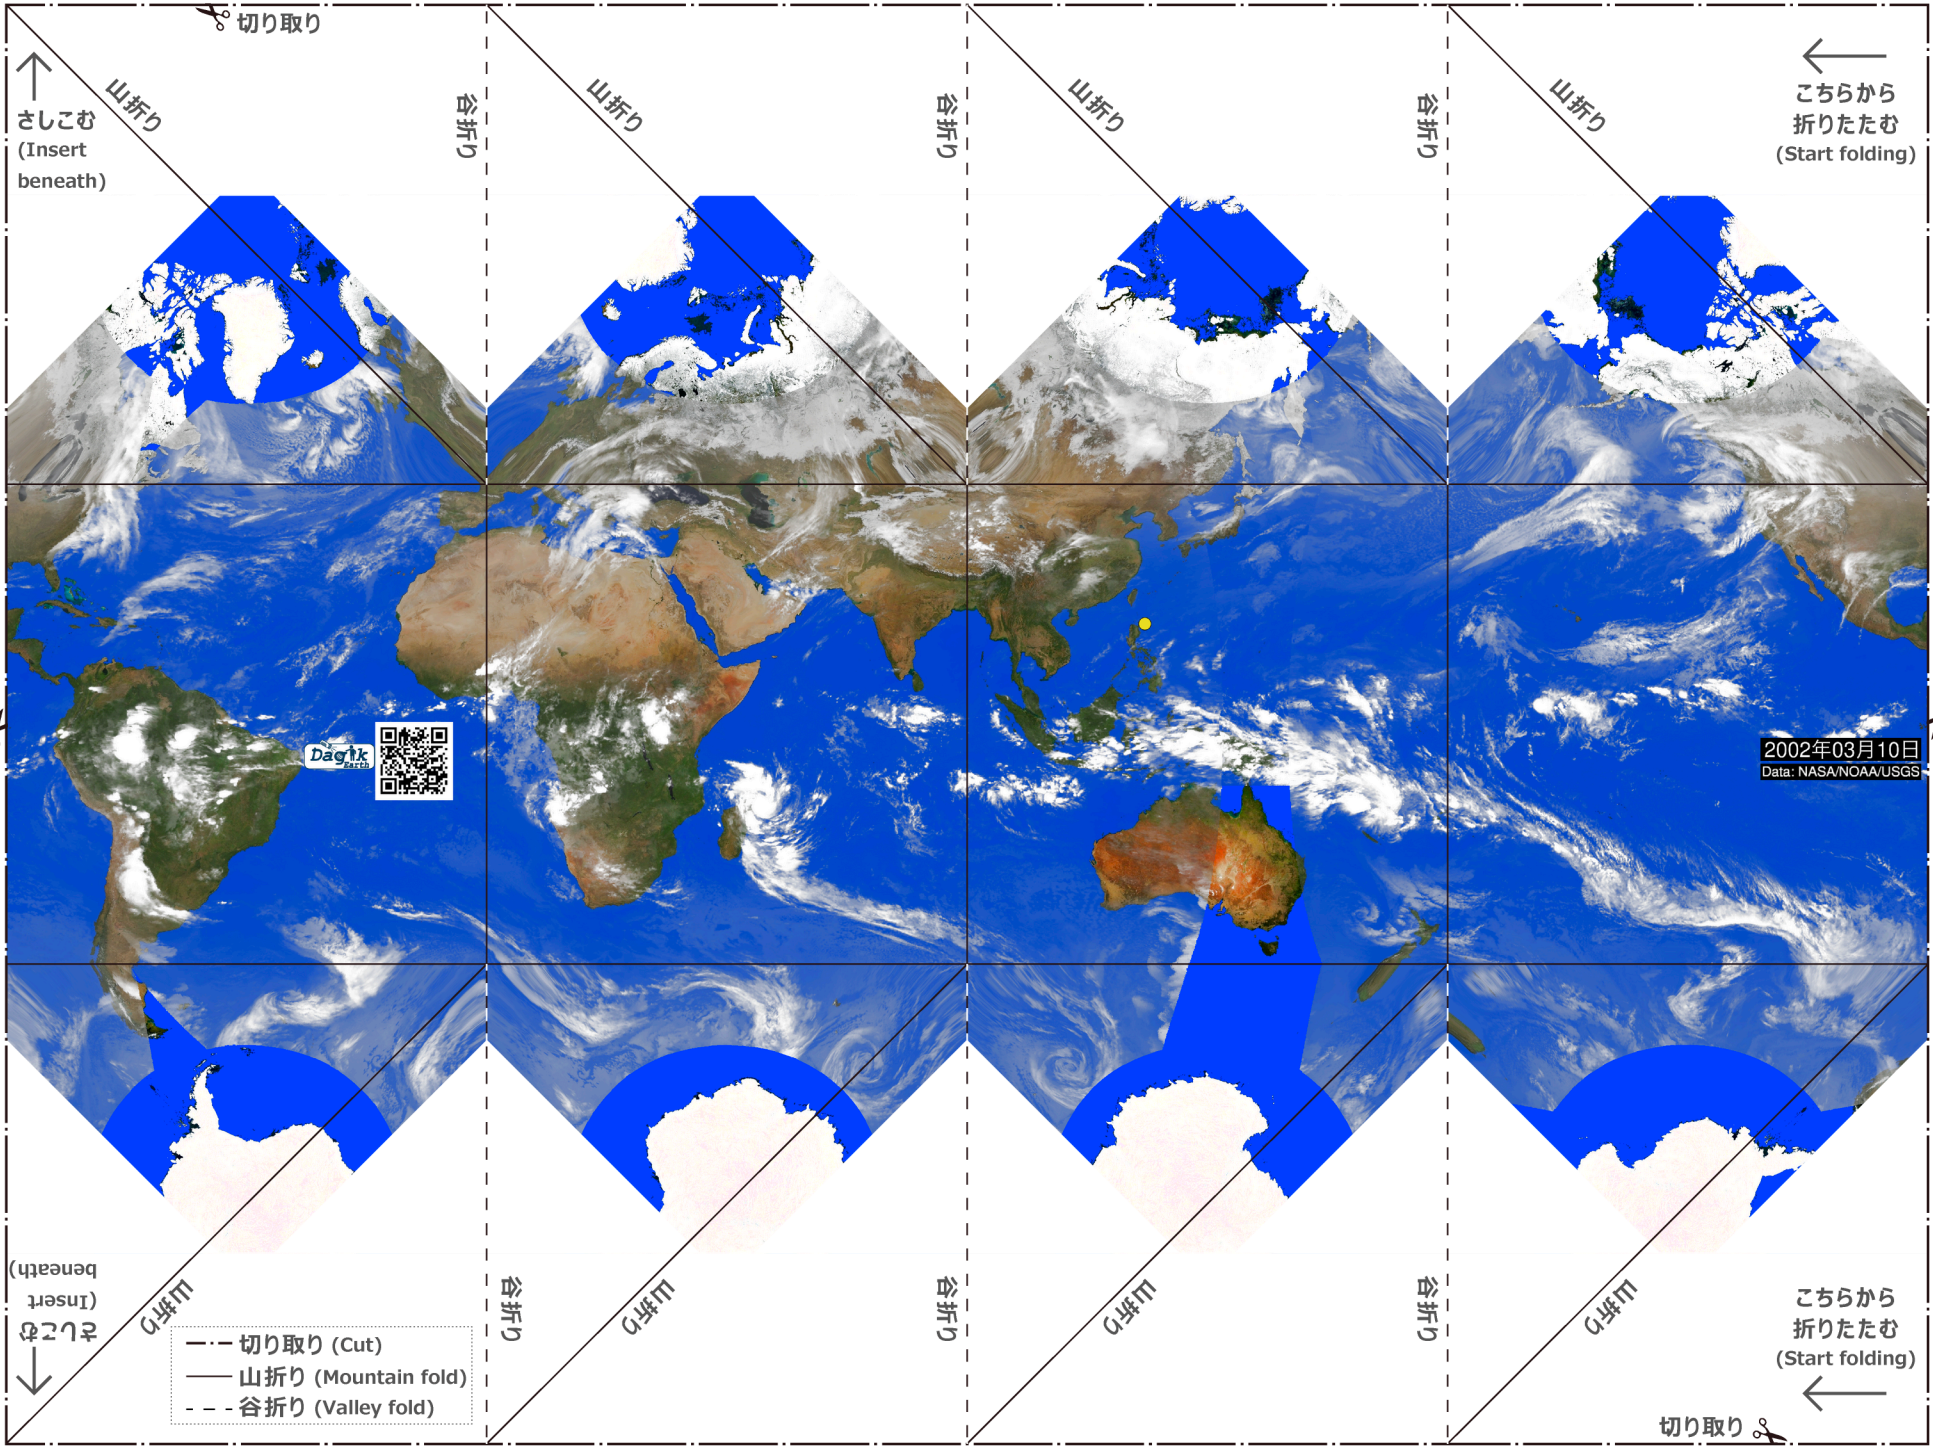 切り取り
さしこむ
(Insert
beneath)
山折り
谷折り
山折り
谷折り
山折り
谷折り
山折り
こちらから
折りたたむ
(Start folding)
Dagik
Earth
2002年03月10日
Data: NASA/NOAA/USGS
さしこむ
(Insert
beneath)
山折り
谷折り
山折り
谷折り
山折り
谷折り
山折り
こちらから
折りたたむ
(Start folding)
切り取り (Cut)
山折り (Mountain fold)
谷折り (Valley fold)
切り取り